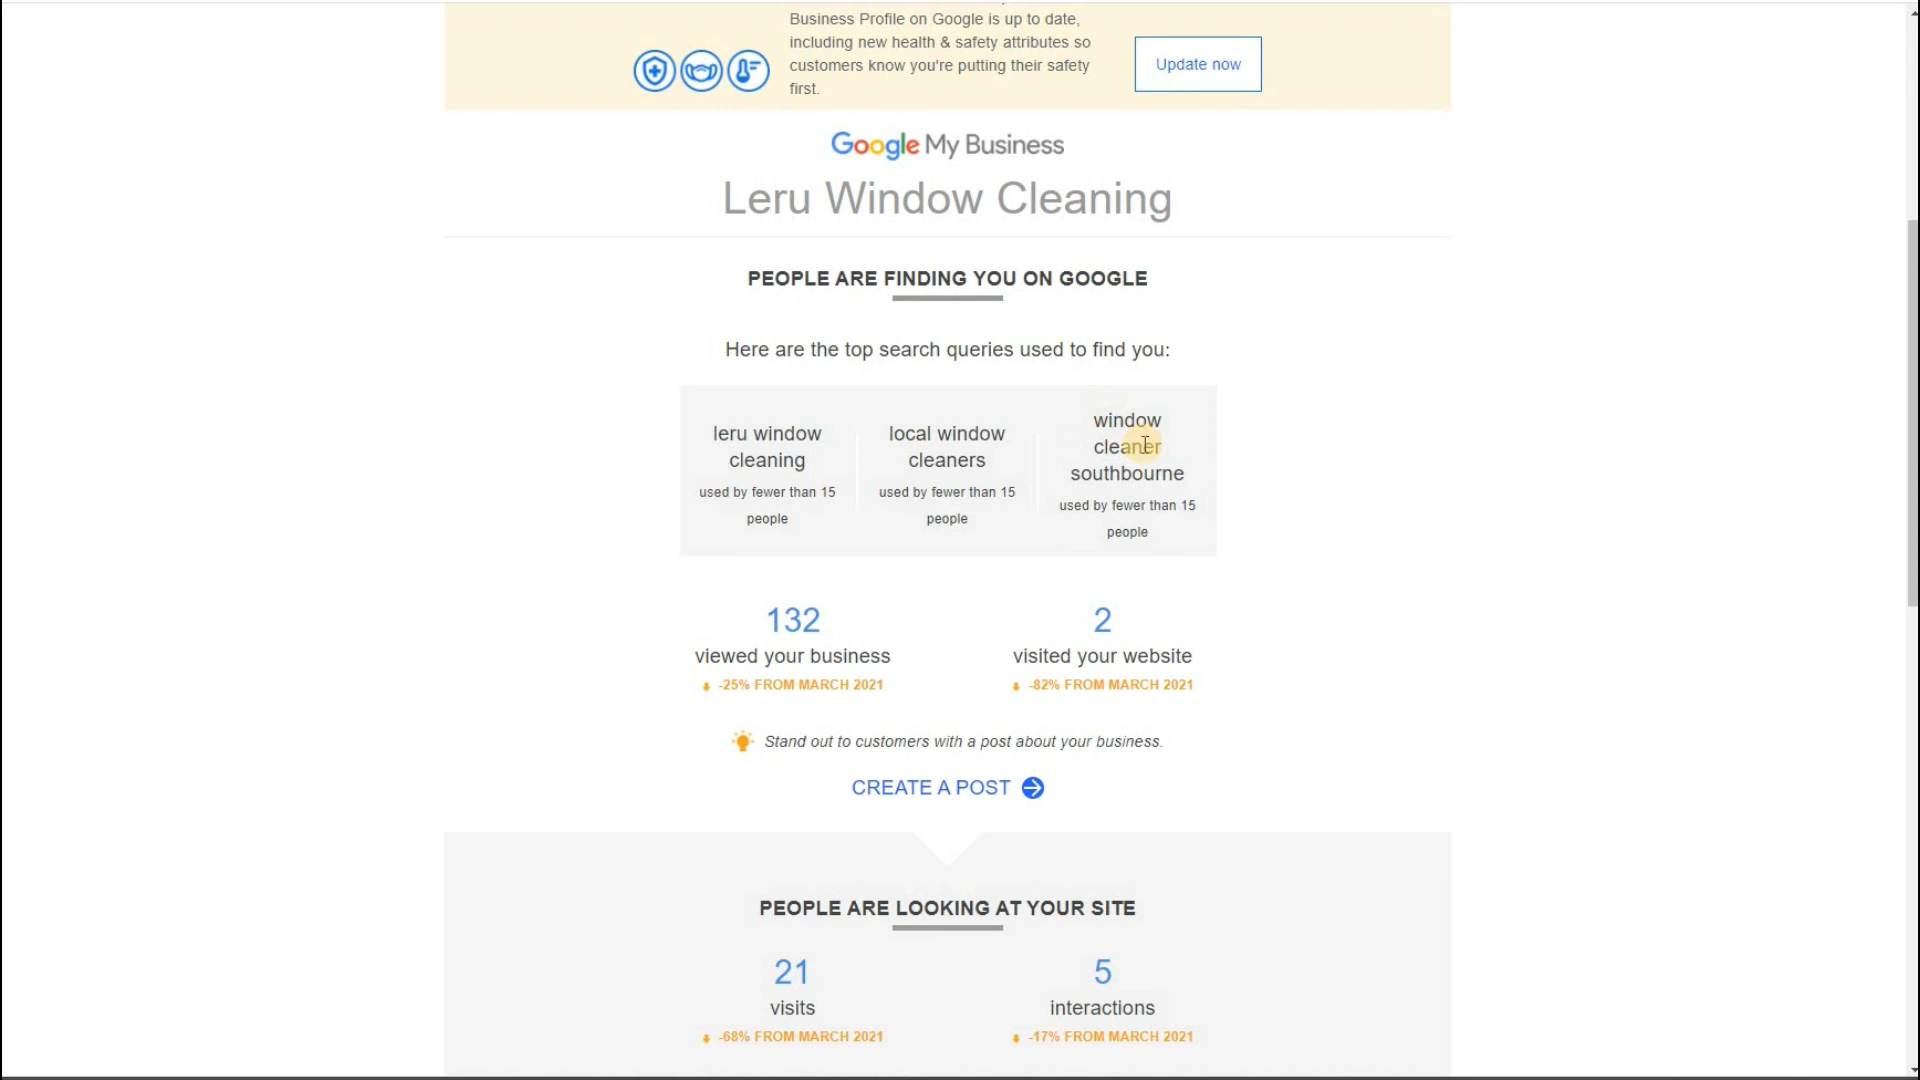 Business Profile on Google is up to date,
including new health & safety attributes so
customers know you're putting their safety
first.
Update now
Google My Business
Leru Window Cleaning
PEOPLE ARE FINDING YOU ON GOOGLE
Here are the top search queries used to find you:
leru window
cleaning
used by fewer than 15
people
local window
cleaners
used by fewer than 15
people
window
cleaner
southbourne
used by fewer than 15
people
132
viewed your business
-25% FROM MARCH 2021
2
visited your website
-82% FROM MARCH 2021
Stand out to customers with a post about your business.
CREATE A POST
PEOPLE ARE LOOKING AT YOUR SITE
21
visits
-68% FROM MARCH 2021
5
interactions
-17% FROM MARCH 2021